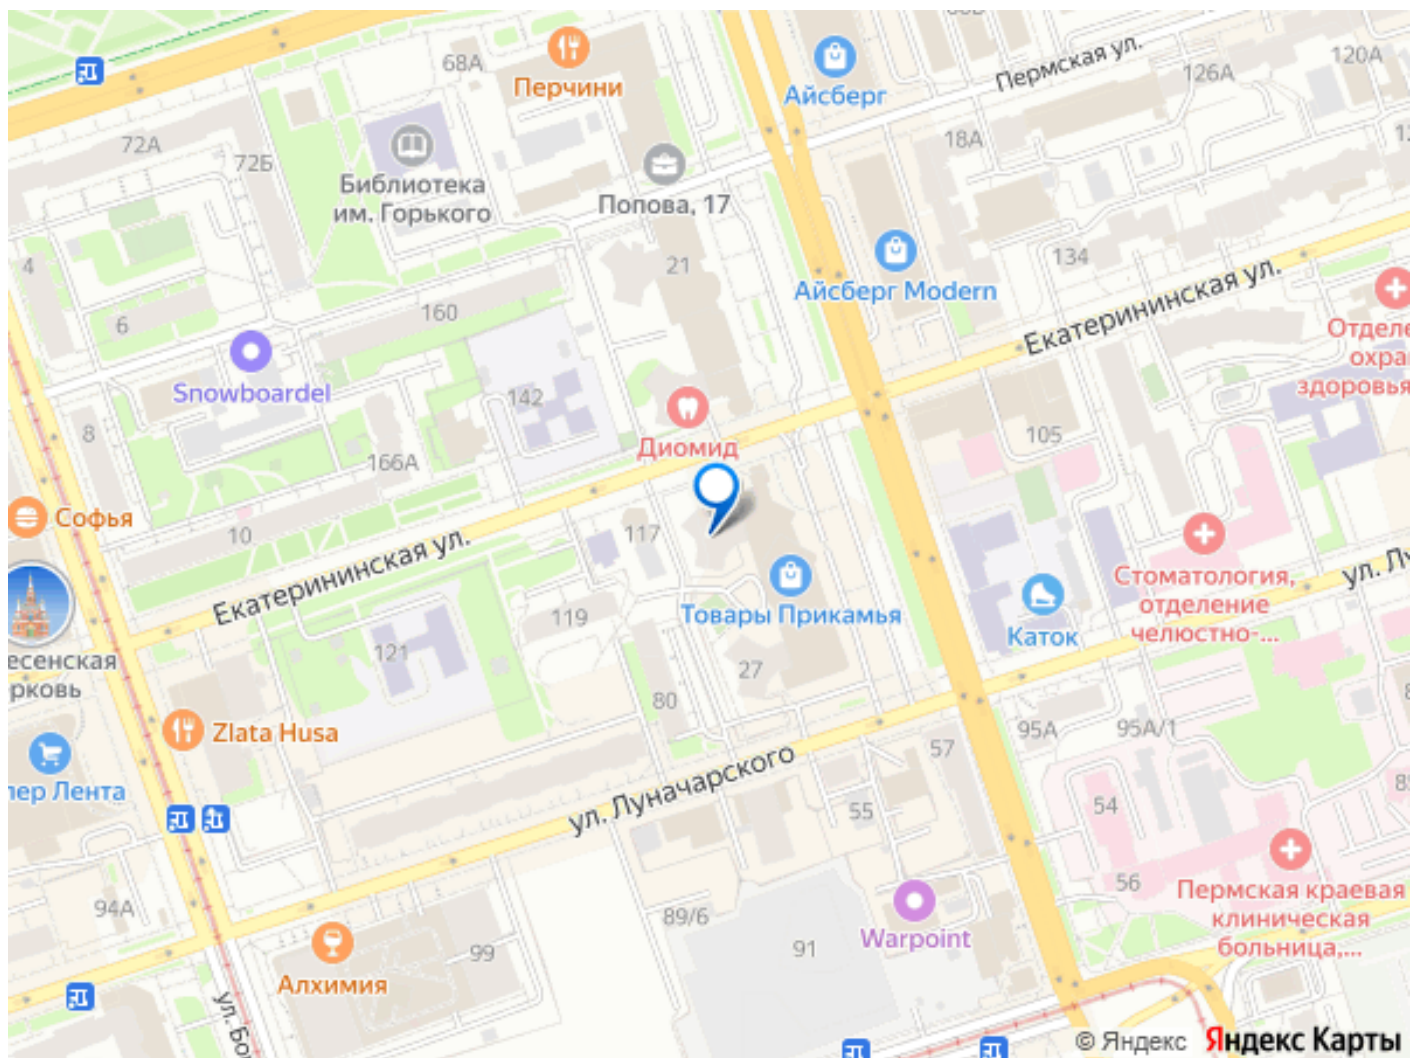 68А
Перчини
Айсберг
Пермская ул.
126А
120А
72А
72Б
Библиотека
им. Горького
Попова, 17
18А
4
21
134
Айсберг Modern
Екатерининская ул.
6
160
Snowboardel
142
Отделе
охра
здоровья
8
166А
Диомид
105
Софья
10
Екатерининская ул.
117
Товары Прикамья
Стоматология,
отделение
челюстно-...
ул. Лу
Каток
есенская
рковь
121
119
27
80
Zlata Husa
95А
95А/1
57
пер Лента
ул. Луначарского
55
54
56
Пермская краевая
клиническая
больница,...
94А
Алхимия
99
89/6
91
Warpoint
ул. Бо
© Яндекс Яндекс Карты